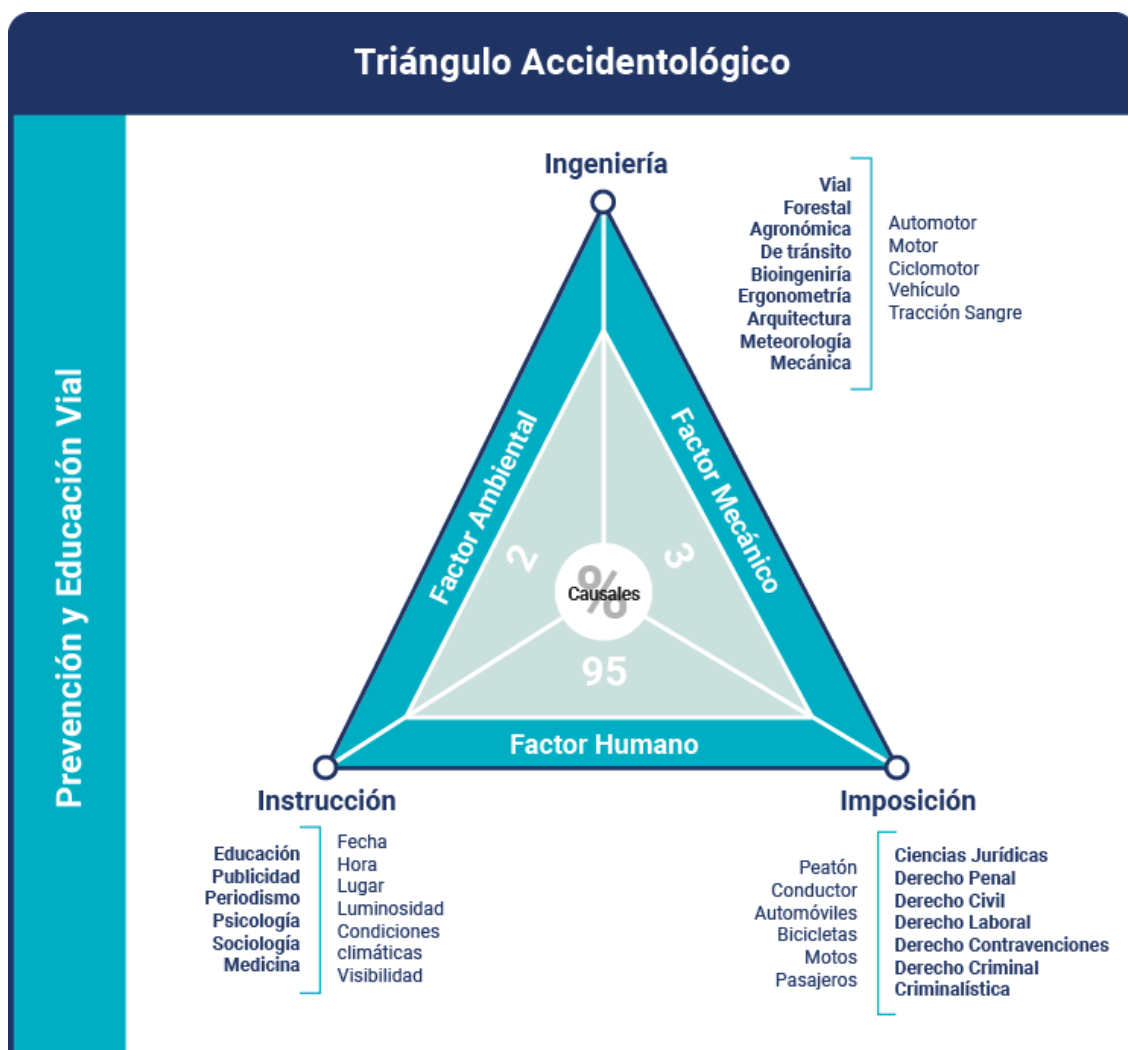 Triángulo Accidentológico
Prevención y Educación Vial
Ingeniería
Vial
Forestal
Agronómica
De tránsito
Bioingeniría
Ergonometría
Arquitectura
Meteorología
Mecánica
Automotor
Motor
Ciclomotor
Vehículo
Tracción Sangre
Factor Ambiental
Factor Mecánico
2
3
%
Causales
95
Factor Humano
Instrucción
Educación
Publicidad
Periodismo
Psicología
Sociología
Medicina
Fecha
Hora
Lugar
Luminosidad
Condiciones
climáticas
Visibilidad
Imposición
Peatón
Conductor
Automóviles
Bicicletas
Motos
Pasajeros
Ciencias Jurídicas
Derecho Penal
Derecho Civil
Derecho Laboral
Derecho Contravenciones
Derecho Criminal
Criminalística